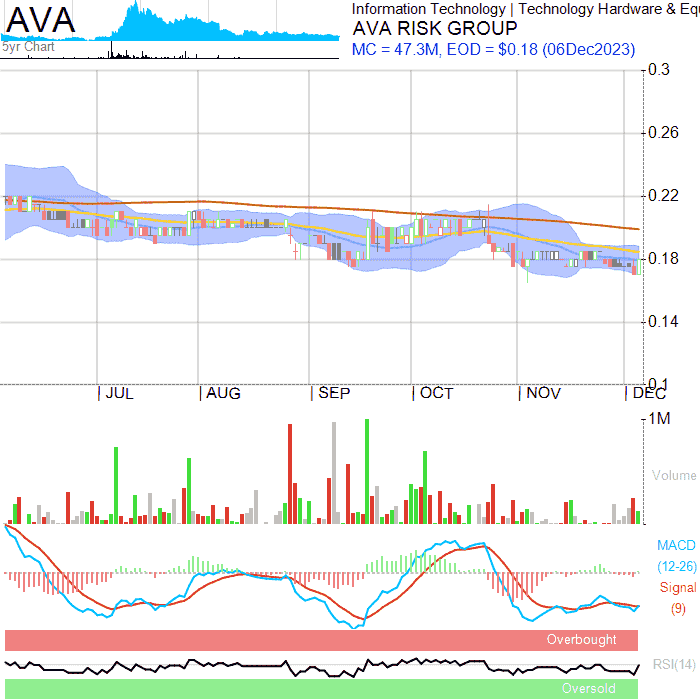 AVA
5yr Chart
Information Technology | Technology Hardware & Equ
AVA RISK GROUP
MC = 47.3M, EOD = $0.18 (06Dec2023)
0.3
0.26
0.22
0.18
0.14
0.1
JUL AUG SEP OCT NOV DEC
1M
Volume
MACD
(12-26)
Signal
(9)
Overbought
RSI(14)
Oversold